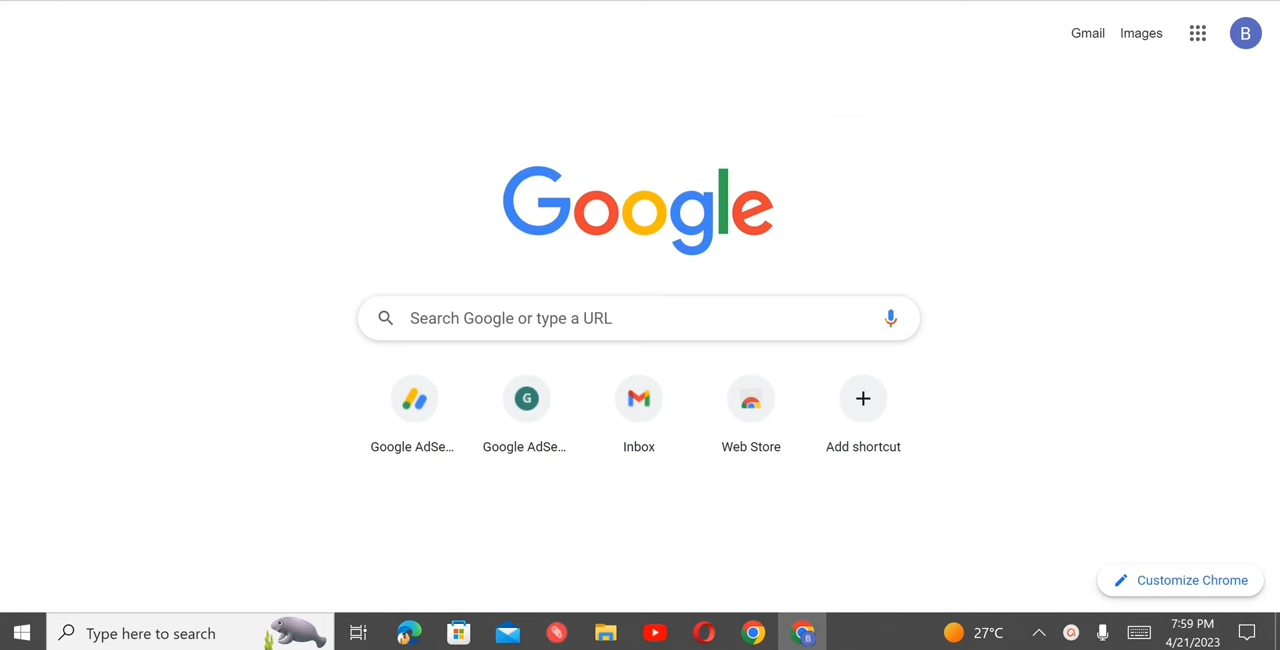 Gmail Images B
Google
Search Google or type a URL
G
Google AdSe... Google AdSe... Inbox Web Store Add shortcut
Customize Chrome
Type here to search B 27°C 7:59 PM
4/21/2023